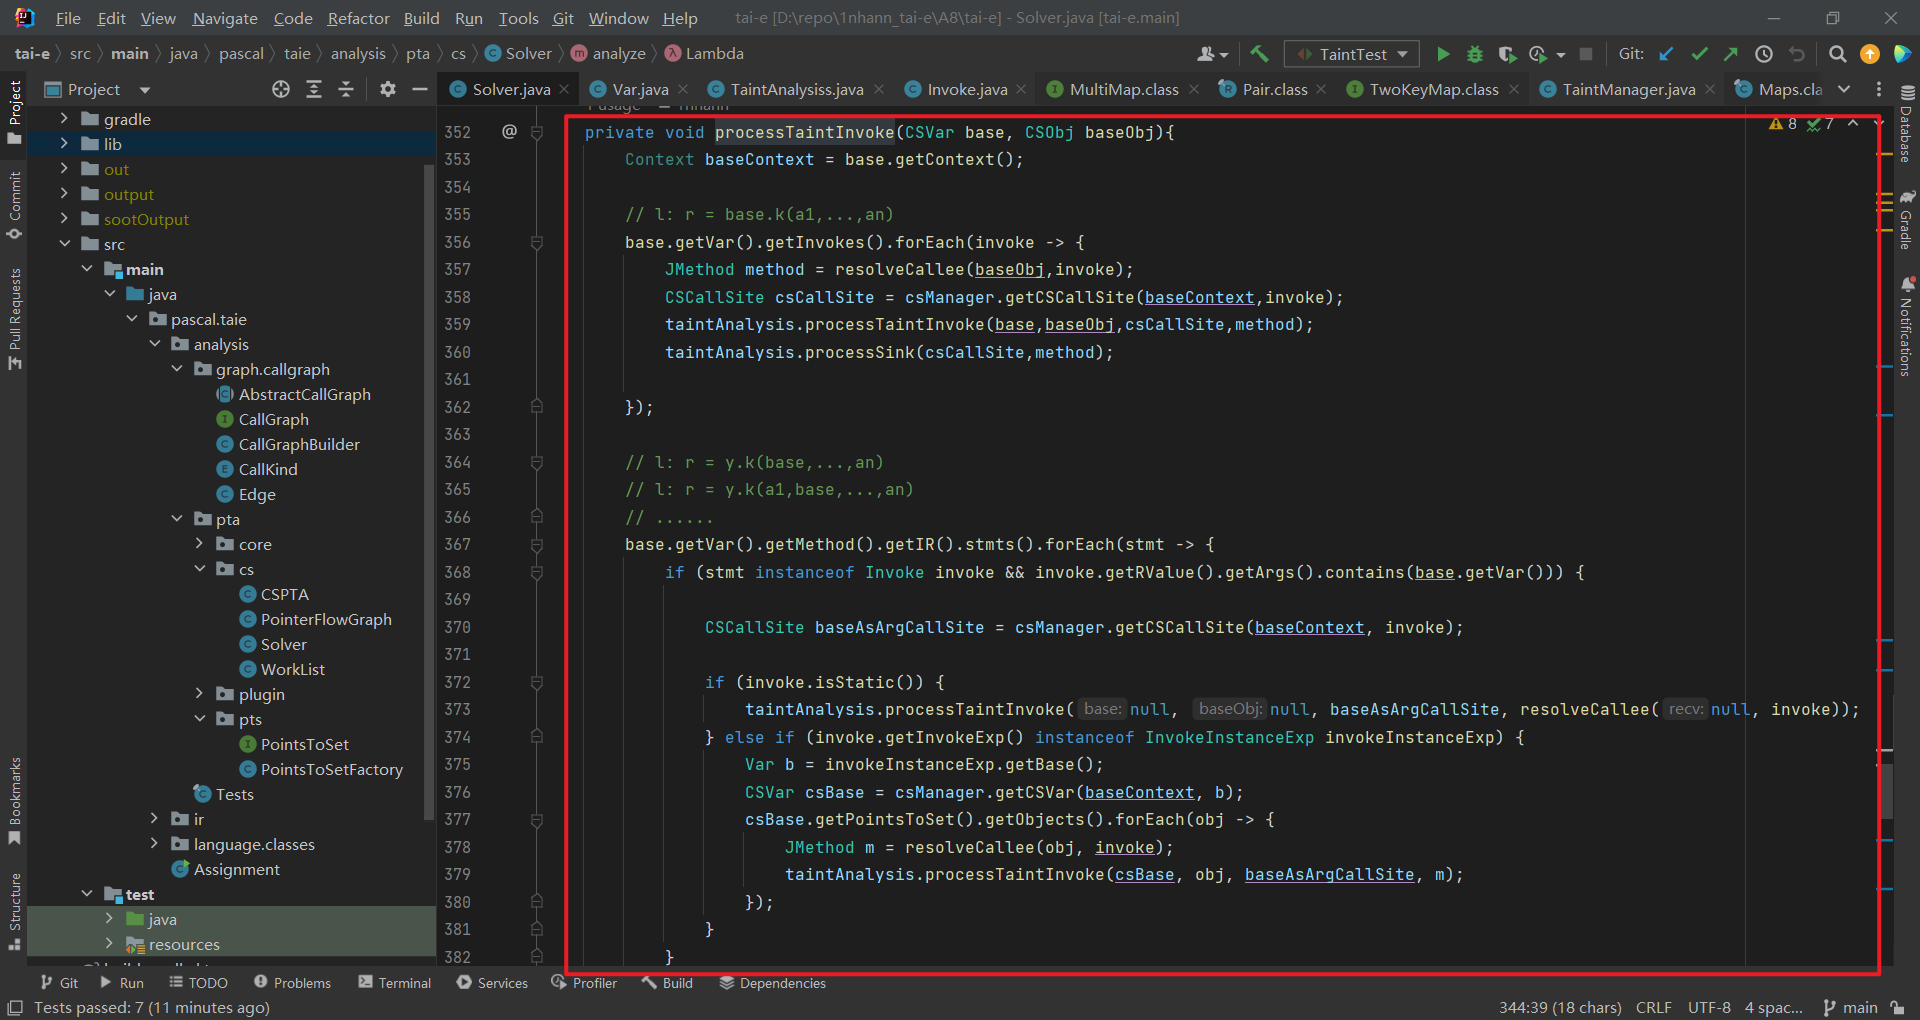 File Edit View Navigate Code Refactor Build Run Tools Git Window Help tai-e [D:\repo\1nhann_tai-e\A8\tai-e] - Solver.java [tai-e.main]
tai-e src main java pascal taie analysis pta cs Solver analyze Lambda TaintTest Git:
Project Solver.java Var.java TaintAnalysiss.java Invoke.java MultiMap.class Pair.class TwoKeyMap.class TaintManager.java Maps.cla
Project
Commit
Pull Requests
Bookmarks
Structure
gradle
lib
out
output
sootOutput
src
main
java
pascal.taie
analysis
graph.callgraph
AbstractCallGraph
CallGraph
CallGraphBuilder
CallKind
Edge
pta
core
cs
CSPTA
PointerFlowGraph
Solver
WorkList
plugin
pts
PointsToSet
PointsToSetFactory
Tests
ir
language.classes
Assignment
test
java
resources
352 @ private void processTaintInvoke(CSVar base, CSObj baseObj){ 8 7
353 Context baseContext = base.getContext();
354
355 // l: r = base.k(a1,...,an)
356 base.getVar().getInvokes().forEach(invoke -> {
357 JMethod method = resolveCallee(baseObj,invoke);
358 CSCallSite csCallSite = csManager.getCSCallSite(baseContext,invoke);
359 taintAnalysis.processTaintInvoke(base,baseObj,csCallSite,method);
360 taintAnalysis.processSink(csCallSite,method);
361
362 });
363
364 // l: r = y.k(base,...,an)
365 // l: r = y.k(a1,base,...,an)
366 // ......
367 base.getVar().getMethod().getIR().stmts().forEach(stmt -> {
368 if (stmt instanceof Invoke invoke && invoke.getRValue().getArgs().contains(base.getVar())) {
369
370 CSCallSite baseAsArgCallSite = csManager.getCSCallSite(baseContext, invoke);
371
372 if (invoke.isStatic()) {
373 taintAnalysis.processTaintInvoke( base: null, baseObj: null, baseAsArgCallSite, resolveCallee( recv: null, invoke));
374 } else if (invoke.getInvokeExp() instanceof InvokeInstanceExp invokeInstanceExp) {
375 Var b = invokeInstanceExp.getBase();
376 CSVar csBase = csManager.getCSVar(baseContext, b);
377 csBase.getPointsToSet().getObjects().forEach(obj -> {
378 JMethod m = resolveCallee(obj, invoke);
379 taintAnalysis.processTaintInvoke(csBase, obj, baseAsArgCallSite, m);
380 });
381 }
382 }
Database
Gradle
Notifications
Git Run TODO Problems Terminal Services Profiler Build Dependencies
Tests passed: 7 (11 minutes ago) 344:39 (18 chars) CRLF UTF-8 4 spac... main